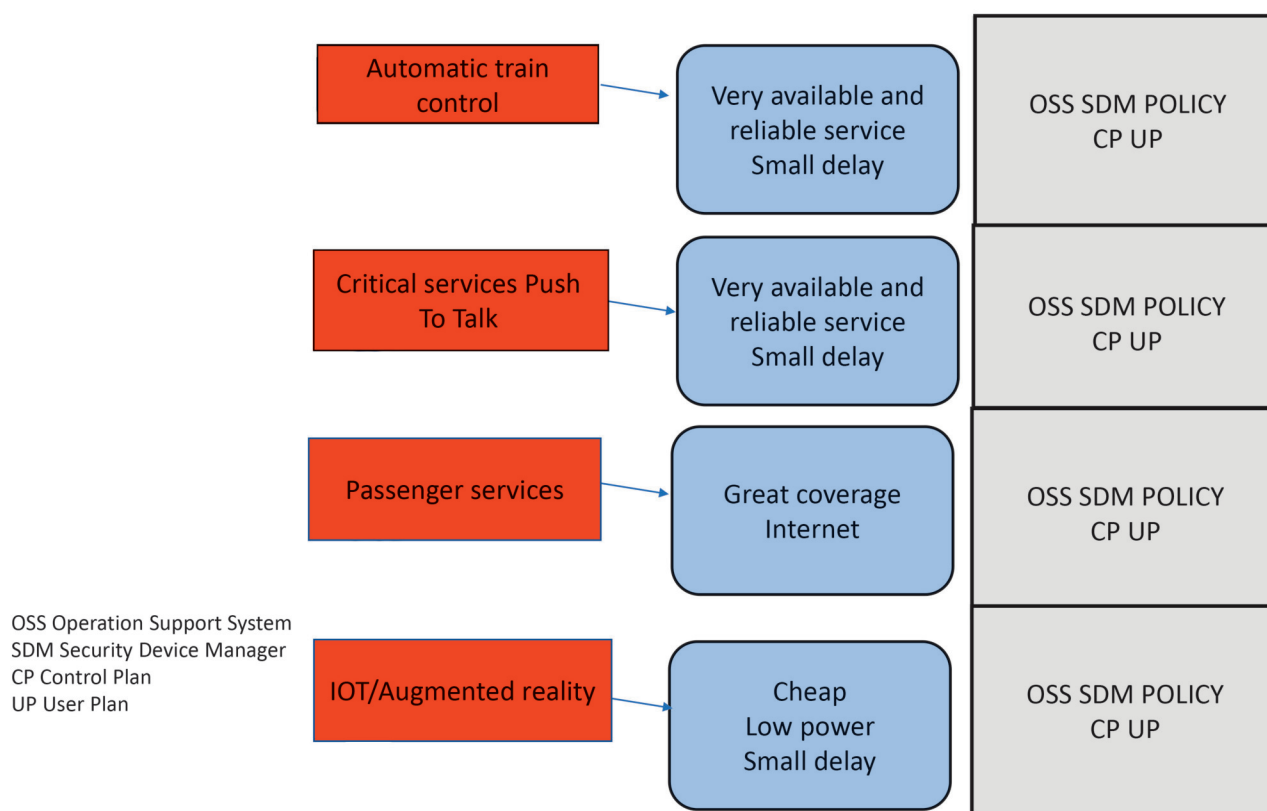 Automatic train
control
Very available and
reliable service
Small delay
OSS SDM POLICY
CP UP
Critical services Push
To Talk
Very available and
reliable service
Small delay
OSS SDM POLICY
CP UP
Passenger services
Great coverage
Internet
OSS SDM POLICY
CP UP
OSS Operation Support System
SDM Security Device Manager
CP Control Plan
UP User Plan
IOT/Augmented reality
Cheap
Low power
Small delay
OSS SDM POLICY
CP UP